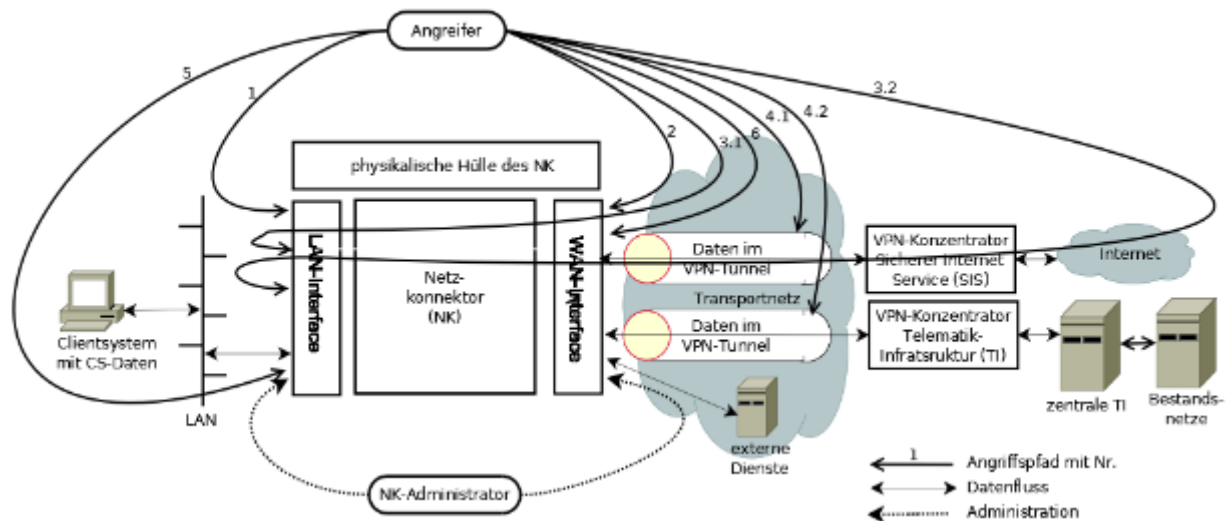 Angreifer
5
1
2
3.1
6
4.1
4.2
3.2
physikalische Hülle des NK
LAN-Interface
Netz-
konnektor
(NK)
WAN-Interface
Daten im
VPN-Tunnel
Transportnetz
Daten im
VPN-Tunnel
VPN-Konzentrator
Sicherer Internet
Service (SIS)
Internet
VPN-Konzentrator
Telematik-
Infratsruktur (TI)
Clientsystem
mit CS-Daten
LAN
zentrale TI
Bestands-
netze
externe
Dienste
NK-Administrator
1
Angriffspfad mit Nr.
Datenfluss
Administration